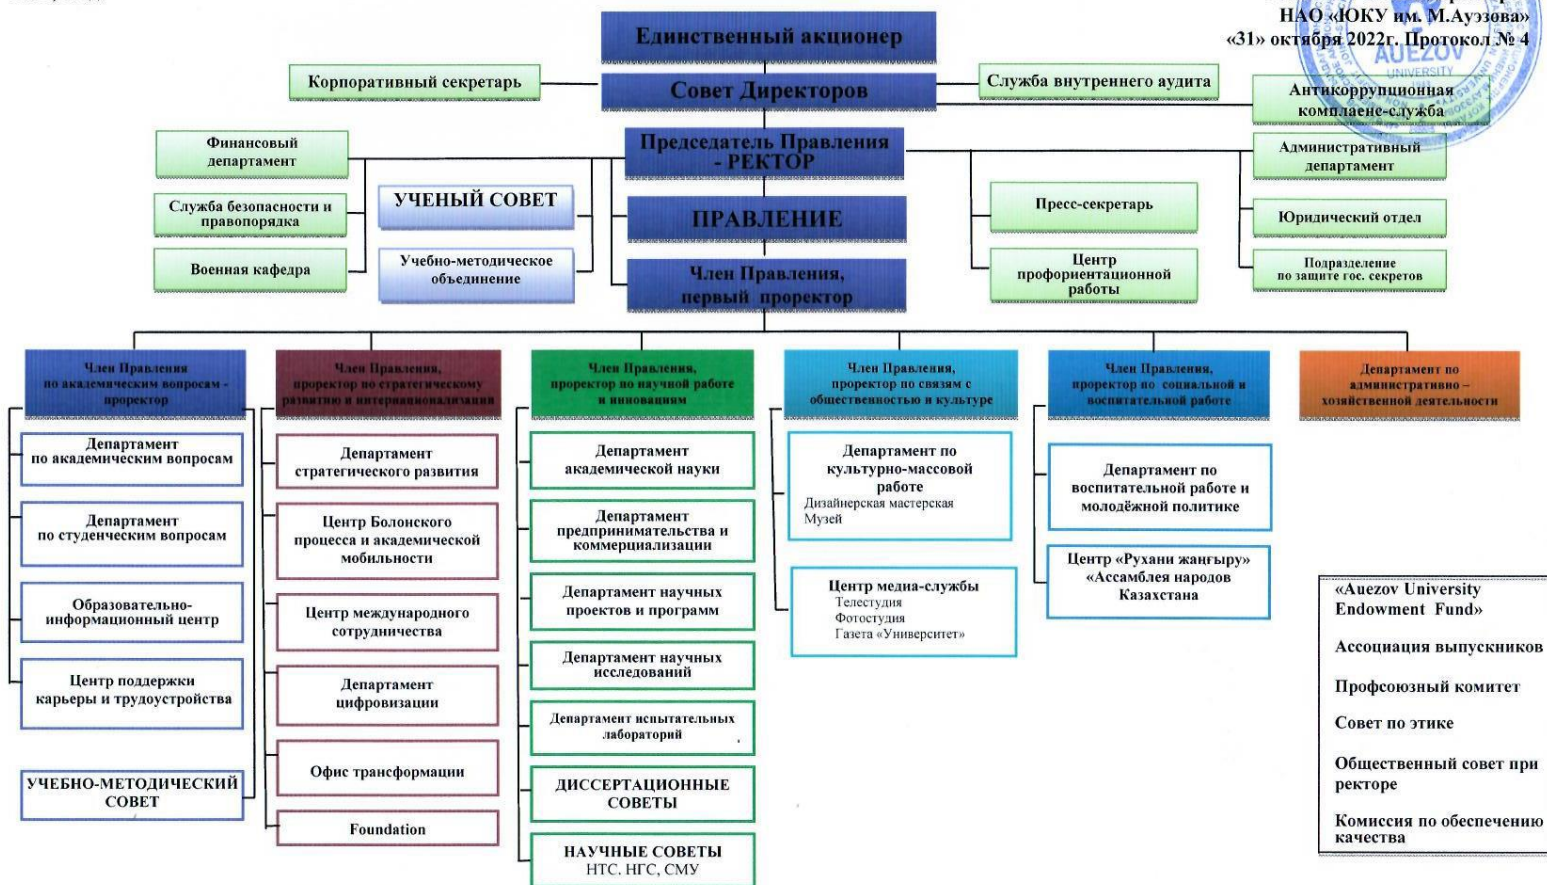 НАО «ЮКУ им. М.Ауэзова»
«31» октября 2022г. Протокол № 4
AUEZOV
UNIVERSITY
Единственный акционер
Корпоративный секретарь
Совет Директоров
Служба внутреннего аудита
Антикоррупционная
комплаенс-служба
Финансовый
департамент
Председатель Правления
- РЕКТОР
Административный
департамент
Служба безопасности и
правопорядка
УЧЕНЫЙ СОВЕТ
ПРАВЛЕНИЕ
Пресс-секретарь
Юридический отдел
Военная кафедра
Учебно-методическое
объединение
Член Правления,
первый проректор
Центр
профориентационной
работы
Подразделение
по защите гос. секретов
Член Правления
по академическим вопросам -
проректор
Член Правления,
проректор по стратегическому
развитию и интернационализации
Член Правления,
проректор по научной работе
и инновациям
Член Правления,
проректор по связям с
общественностью и культуре
Член Правления,
проректор по социальной и
воспитательной работе
Департамент по
административно –
хозяйственной деятельности
Департамент
по академическим вопросам
Департамент
по студенческим вопросам
Образовательно-
информационный центр
Центр поддержки
карьеры и трудоустройства
УЧЕБНО-МЕТОДИЧЕСКИЙ
СОВЕТ
Департамент
стратегического развития
Центр Болонского
процесса и академической
мобильности
Центр международного
сотрудничества
Департамент
цифровизации
Офис трансформации
Foundation
Департамент
академической науки
Департамент
предпринимательства и
коммерциализации
Департамент научных
проектов и программ
Департамент научных
исследований
Департамент испытательных
лабораторий
ДИССЕРТАЦИОННЫЕ
СОВЕТЫ
НАУЧНЫЕ СОВЕТЫ
НТС. НГС, СМУ
Департамент по
культурно-массовой
работе
Дизайнерская мастерская
Музей
Центр медиа-службы
Телестудия
Фотостудия
Газета «Университет»
Департамент по
воспитательной работе и
молодёжной политике
Центр «Рухани жаңғыру»
«Ассамблея народов
Казахстана
«Auezov University
Endowment Fund»
Ассоциация выпускников
Профсоюзный комитет
Совет по этике
Общественный совет при
ректоре
Комиссия по обеспечению
качества